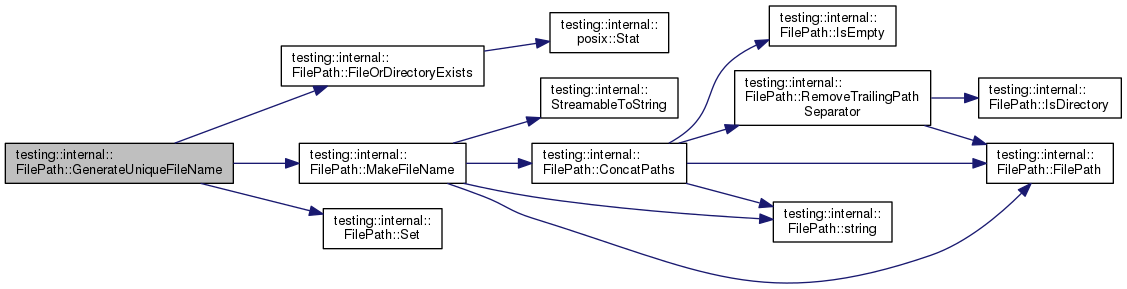 testing::internal::
FilePath::GenerateUniqueFileName
testing::internal::
FilePath::FileOrDirectoryExists
testing::internal::
posix::Stat
testing::internal::
FilePath::MakeFileName
testing::internal::
StreamableToString
testing::internal::
FilePath::ConcatPaths
testing::internal::
FilePath::IsEmpty
testing::internal::
FilePath::RemoveTrailingPath
Separator
testing::internal::
FilePath::IsDirectory
testing::internal::
FilePath::FilePath
testing::internal::
FilePath::string
testing::internal::
FilePath::Set